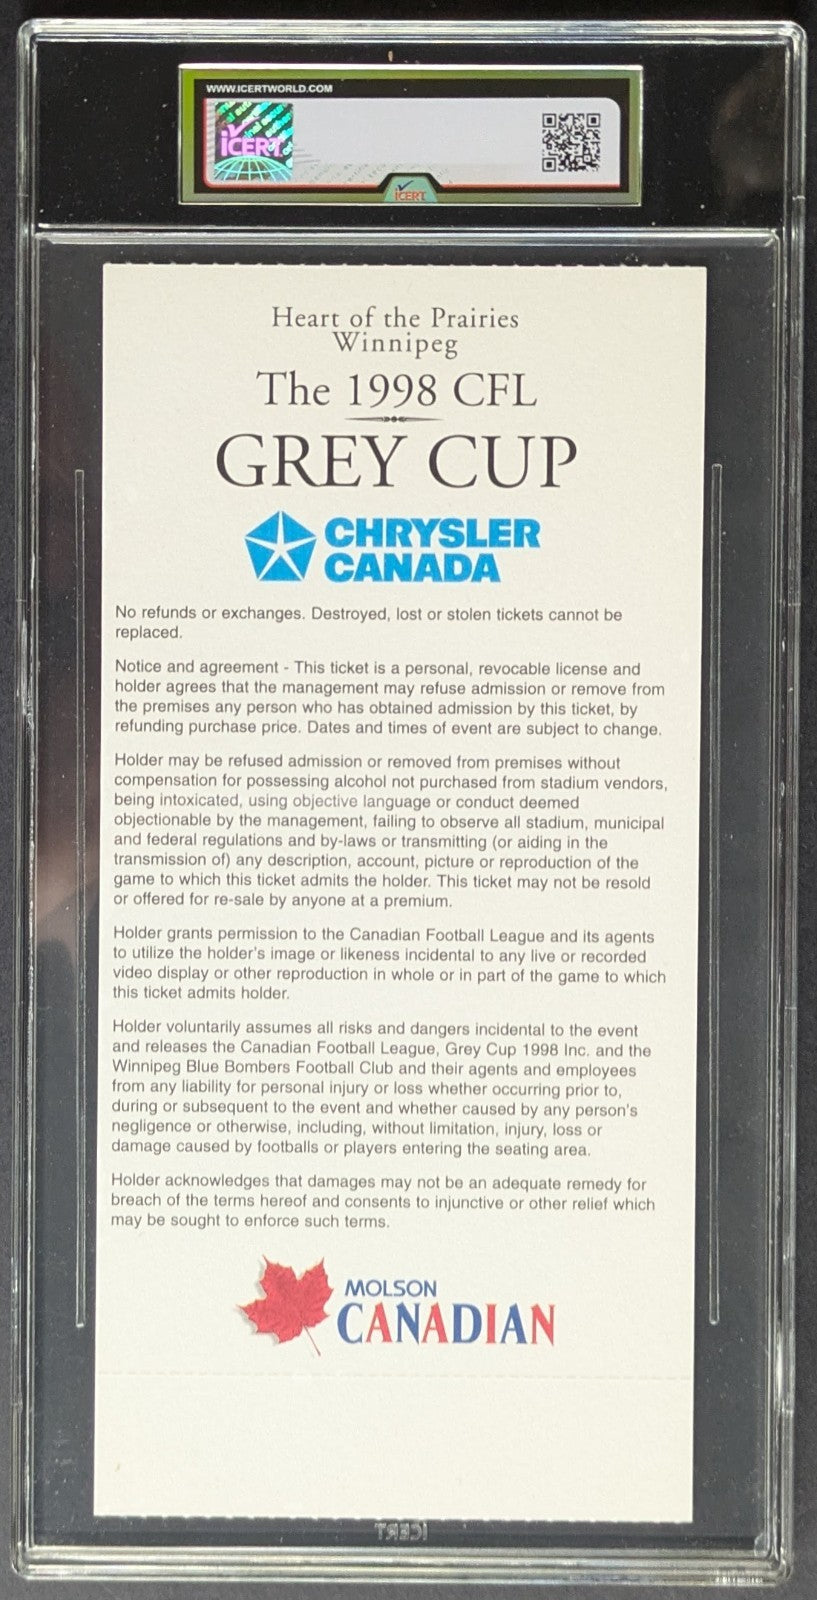 WWW.ICERTWORLD.COM
ICERT
ICERT
Heart of the Prairies
Winnipeg
The 1998 CFL
GREY CUP
CHRYSLER
CANADA
No refunds or exchanges. Destroyed, lost or stolen tickets cannot be
replaced.
Notice and agreement - This ticket is a personal, revocable license and
holder agrees that the management may refuse admission or remove from
the premises any person who has obtained admission by this ticket, by
refunding purchase price. Dates and times of event are subject to change.
Holder may be refused admission or removed from premises without
compensation for possessing alcohol not purchased from stadium vendors,
being intoxicated, using objective language or conduct deemed
objectionable by the management, failing to observe all stadium, municipal
and federal regulations and by-laws or transmitting (or aiding in the
transmission of) any description, account, picture or reproduction of the
game to which this ticket admits the holder. This ticket may not be resold
or offered for re-sale by anyone at a premium.
Holder grants permission to the Canadian Football League and its agents
to utilize the holder's image or likeness incidental to any live or recorded
video display or other reproduction in whole or in part of the game to which
this ticket admits holder.
Holder voluntarily assumes all risks and dangers incidental to the event
and releases the Canadian Football League, Grey Cup 1998 Inc. and the
Winnipeg Blue Bombers Football Club and their agents and employees
from any liability for personal injury or loss whether occurring prior to,
during or subsequent to the event and whether caused by any person's
negligence or otherwise, including, without limitation, injury, loss or
damage caused by footballs or players entering the seating area.
Holder acknowledges that damages may not be an adequate remedy for
breach of the terms hereof and consents to injunctive or other relief which
may be sought to enforce such terms.
MOLSON
CANADIAN
ICERT